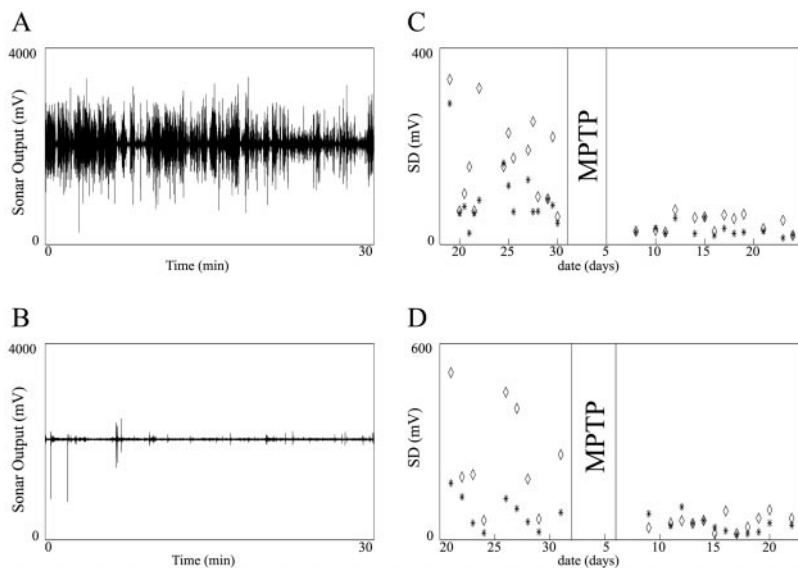 A
4000
Sonar Output (mV)
0
0
30
Time (min)
B
4000
Sonar Output (mV)
0
0
30
Time (min)
C
400
SD (mV)
0
MPTP
20 25 30 5 10 15 20
date (days)
D
600
SD (mV)
0
MPTP
20 25 30 5 10 15 20
date (days)